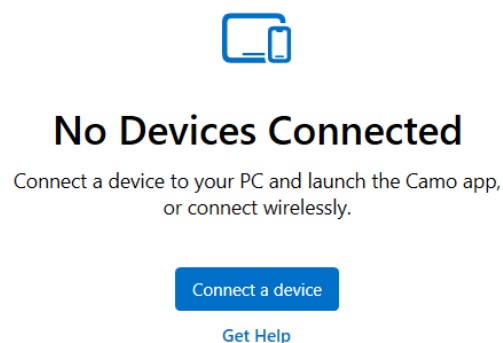 No Devices Connected
Connect a device to your PC and launch the Camo app,
or connect wirelessly.
Connect a device
Get Help